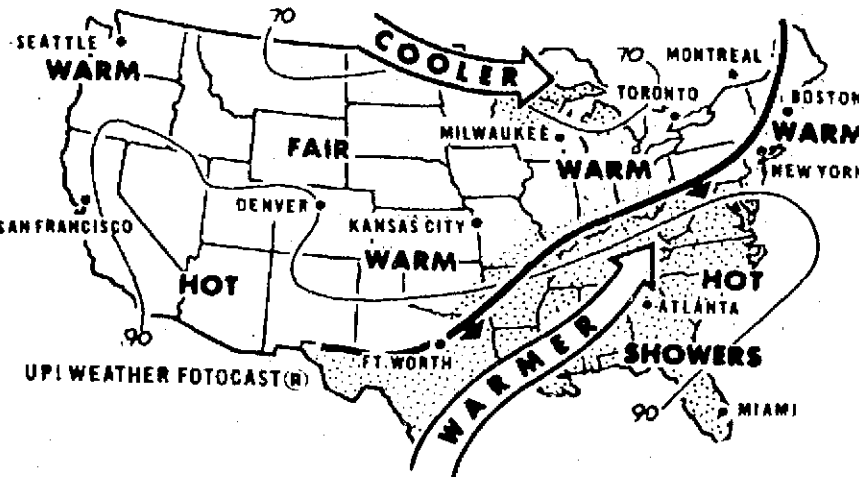 70
COOLER
SEATTLE
WARM
70
MONTREAL
TORONTO
BOSTON
WARM
NEW YORK
MILWAUKEE
WARM
FAIR
DENVER
KANSAS CITY
WARM
SAN FRANCISCO
HOT
HOT
ATLANTA
90
FT. WORTH
WARMER
SHOWERS
UPI WEATHER FOTOCAST(R)
90
MIAMI